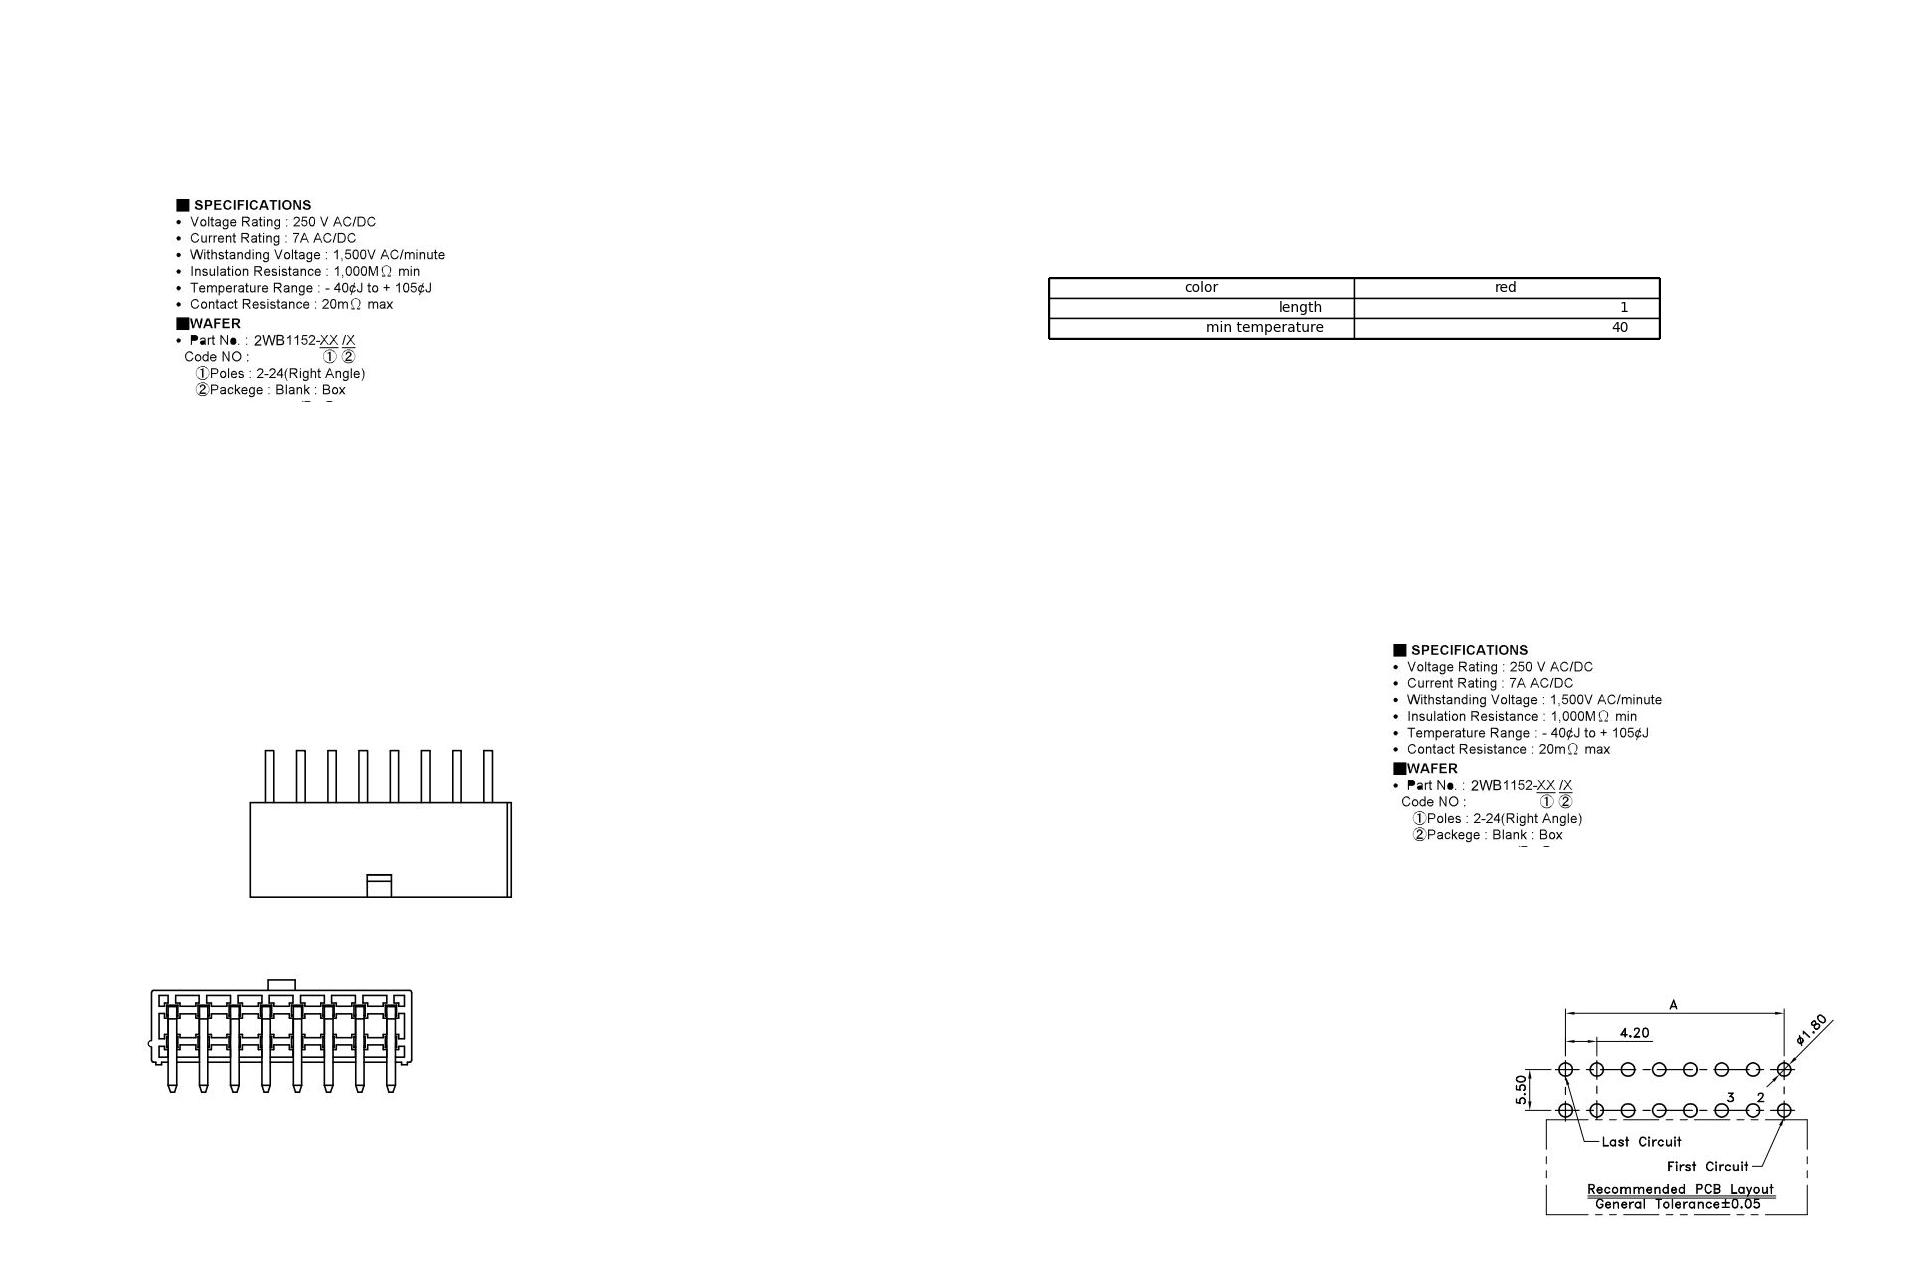 ■ SPECIFICATIONS
• Voltage Rating : 250 V AC/DC
• Current Rating : 7A AC/DC
• Withstanding Voltage : 1,500V AC/minute
• Insulation Resistance : 1,000MΩ min
• Temperature Range : - 40¢J to + 105¢J
• Contact Resistance : 20mΩ max
■WAFER
• Part No. : 2WB1152-XX /X
Code NO : ① ②
①Poles : 2-24(Right Angle)
②Packege : Blank : Box
color red
length 1
min temperature 40
■ SPECIFICATIONS
• Voltage Rating : 250 V AC/DC
• Current Rating : 7A AC/DC
• Withstanding Voltage : 1,500V AC/minute
• Insulation Resistance : 1,000MΩ min
• Temperature Range : - 40¢J to + 105¢J
• Contact Resistance : 20mΩ max
■WAFER
• Part No. : 2WB1152-XX /X
Code NO : ① ②
①Poles : 2-24(Right Angle)
②Packege : Blank : Box
A
4.20
ø1.80
5.50
3 2
Last Circuit
First Circuit
Recommended PCB Layout
General Tolerance±0.05